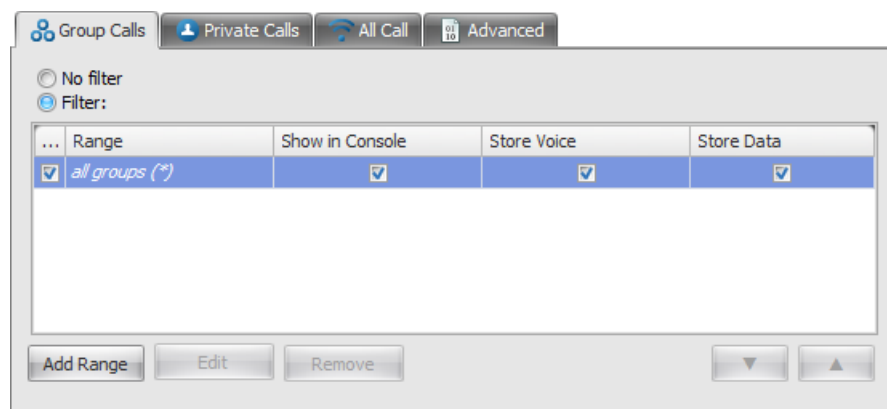 Group Calls Private Calls All Call Advanced
No filter
Filter:
... Range Show in Console Store Voice Store Data
all groups (*)
Add Range Edit Remove